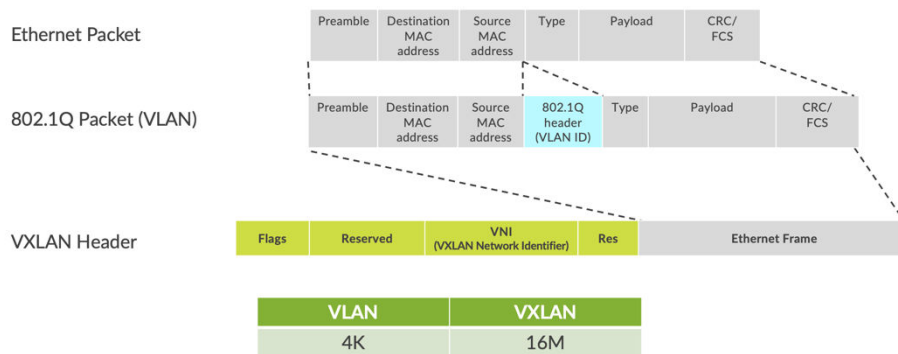 Ethernet Packet
Preamble
Destination
MAC
address
Source
MAC
address
Type
Payload
CRC/
FCS
802.1Q Packet (VLAN)
Preamble
Destination
MAC
address
Source
MAC
address
802.1Q
header
(VLAN ID)
Type
Payload
CRC/
FCS
VXLAN Header
Flags
Reserved
VNI
(VXLAN Network Identifier)
Res
Ethernet Frame
VLAN
VXLAN
4K
16M